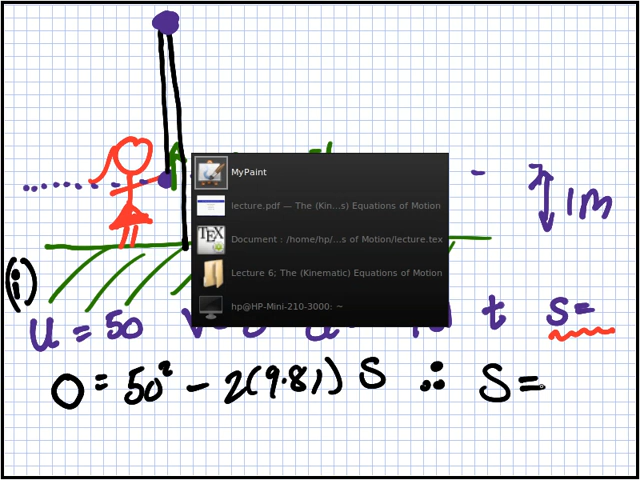 MyPaint
lecture.pdf — The (Kin...s) Equations of Motion
Document : /home/hp/...s of Motion/lecture.tex
Lecture 6; The (Kinematic) Equations of Motion
hp@HP-Mini-210-3000: ~
1m
(i)
u = 50 t s=
0 = 50² − 2(9.81) S ∴ S =